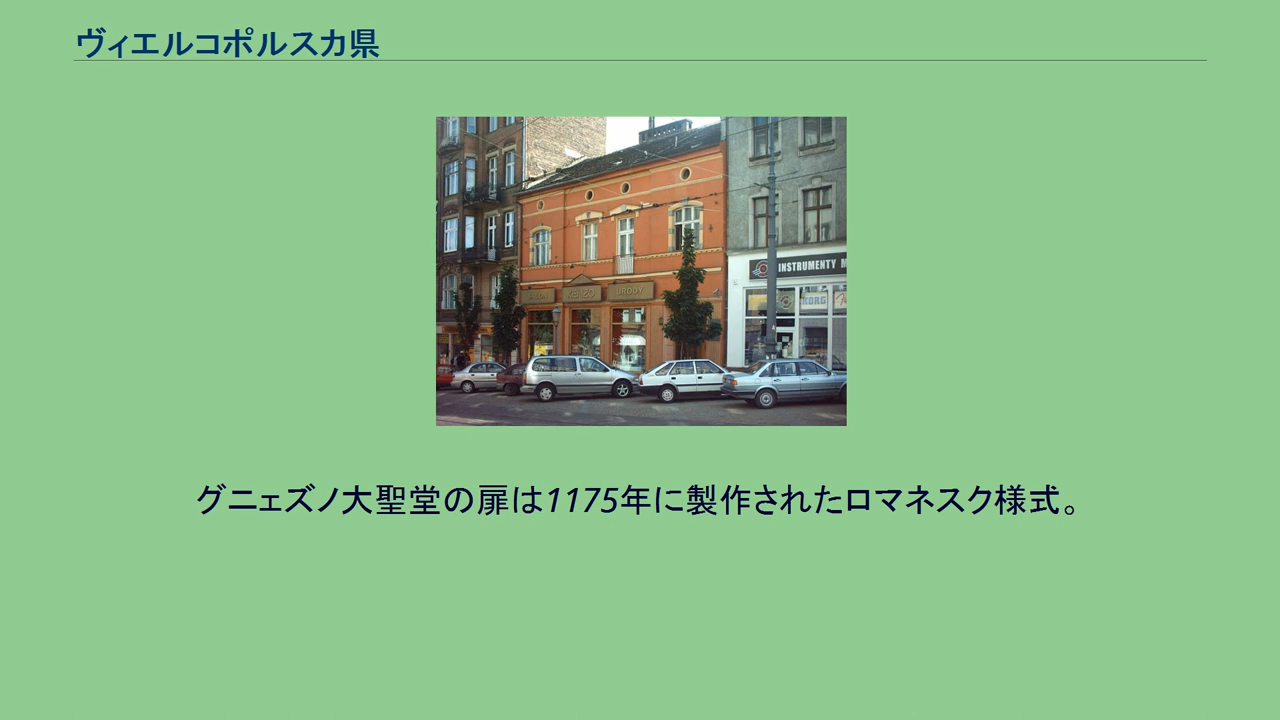 ヴィエルコポルスカ県
KENZO
BRODY
INSTRUMENTY M
KORG
グニェズノ大聖堂の扉は1175年に製作されたロマネスク様式。